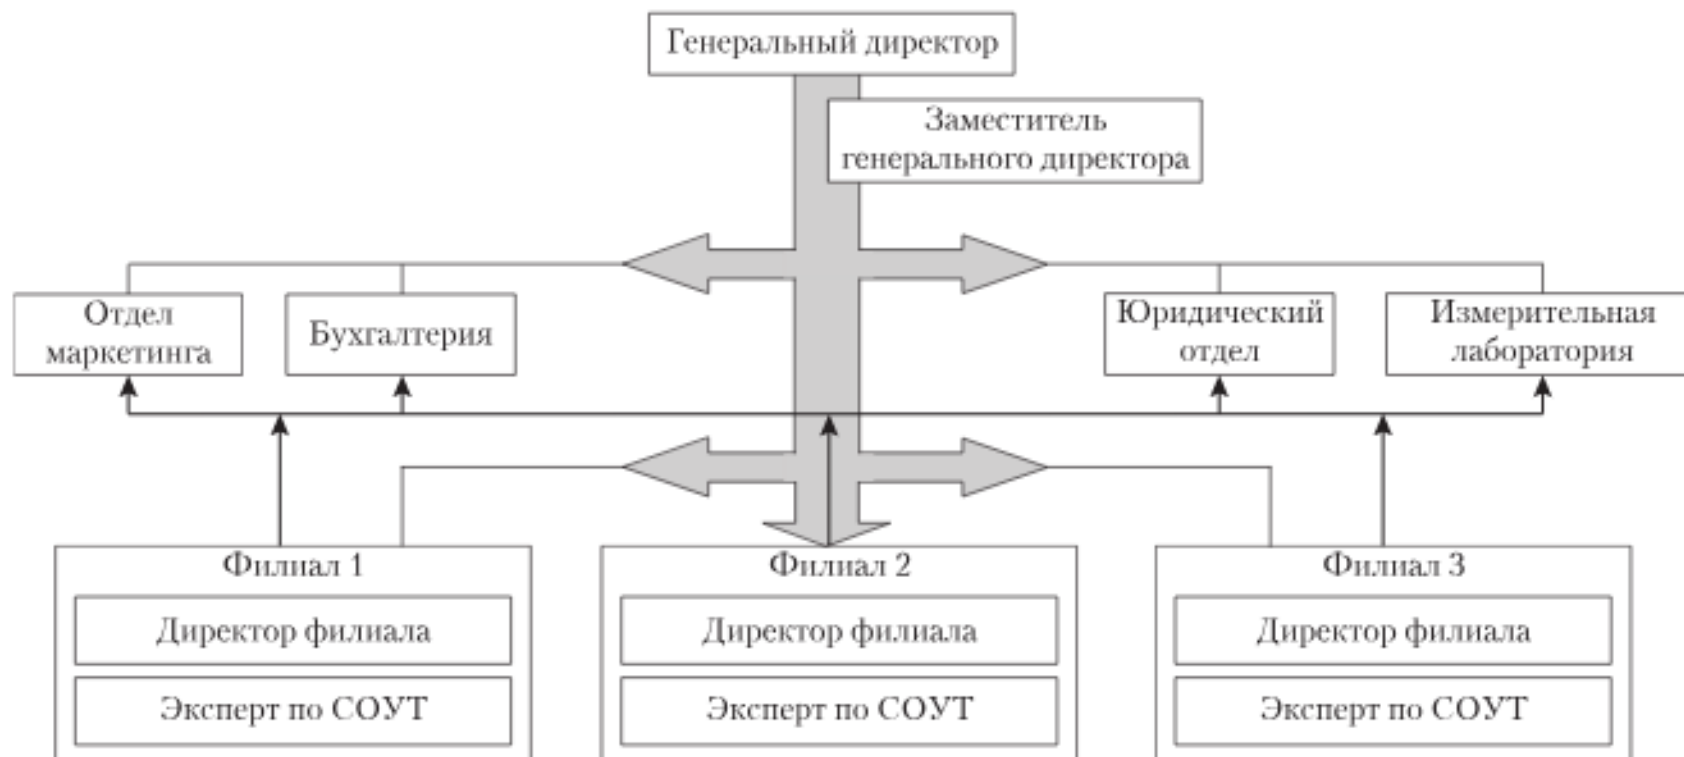 Генеральный директор
Заместитель
генерального директора
Отдел
маркетинга
Бухгалтерия
Юридический
отдел
Измерительная
лаборатория
Филиал 1
Директор филиала
Эксперт по СОУТ
Филиал 2
Директор филиала
Эксперт по СОУТ
Филиал 3
Директор филиала
Эксперт по СОУТ